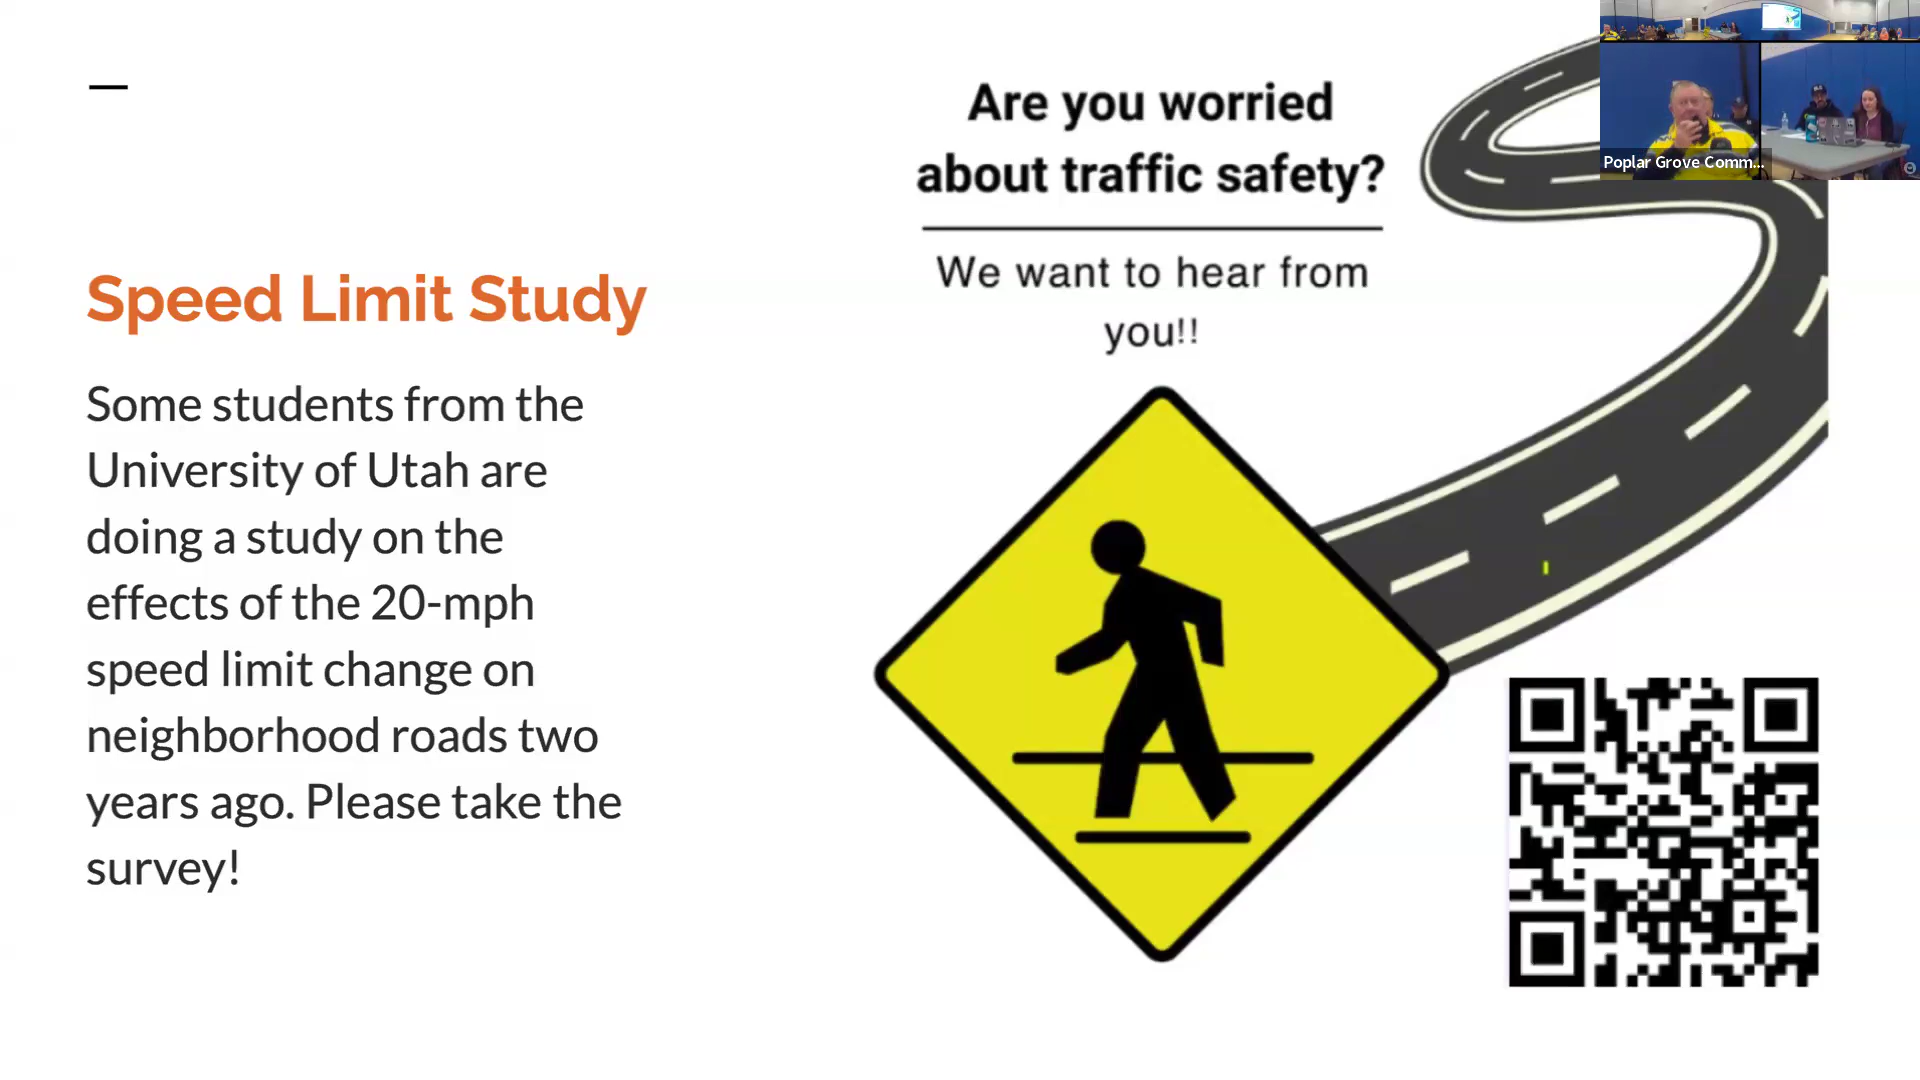 Speed Limit Study
Some students from the
University of Utah are
doing a study on the
effects of the 20-mph
speed limit change on
neighborhood roads two
years ago. Please take the
survey!
Are you worried
about traffic safety?
We want to hear from
you!!
Poplar Grove Comm...